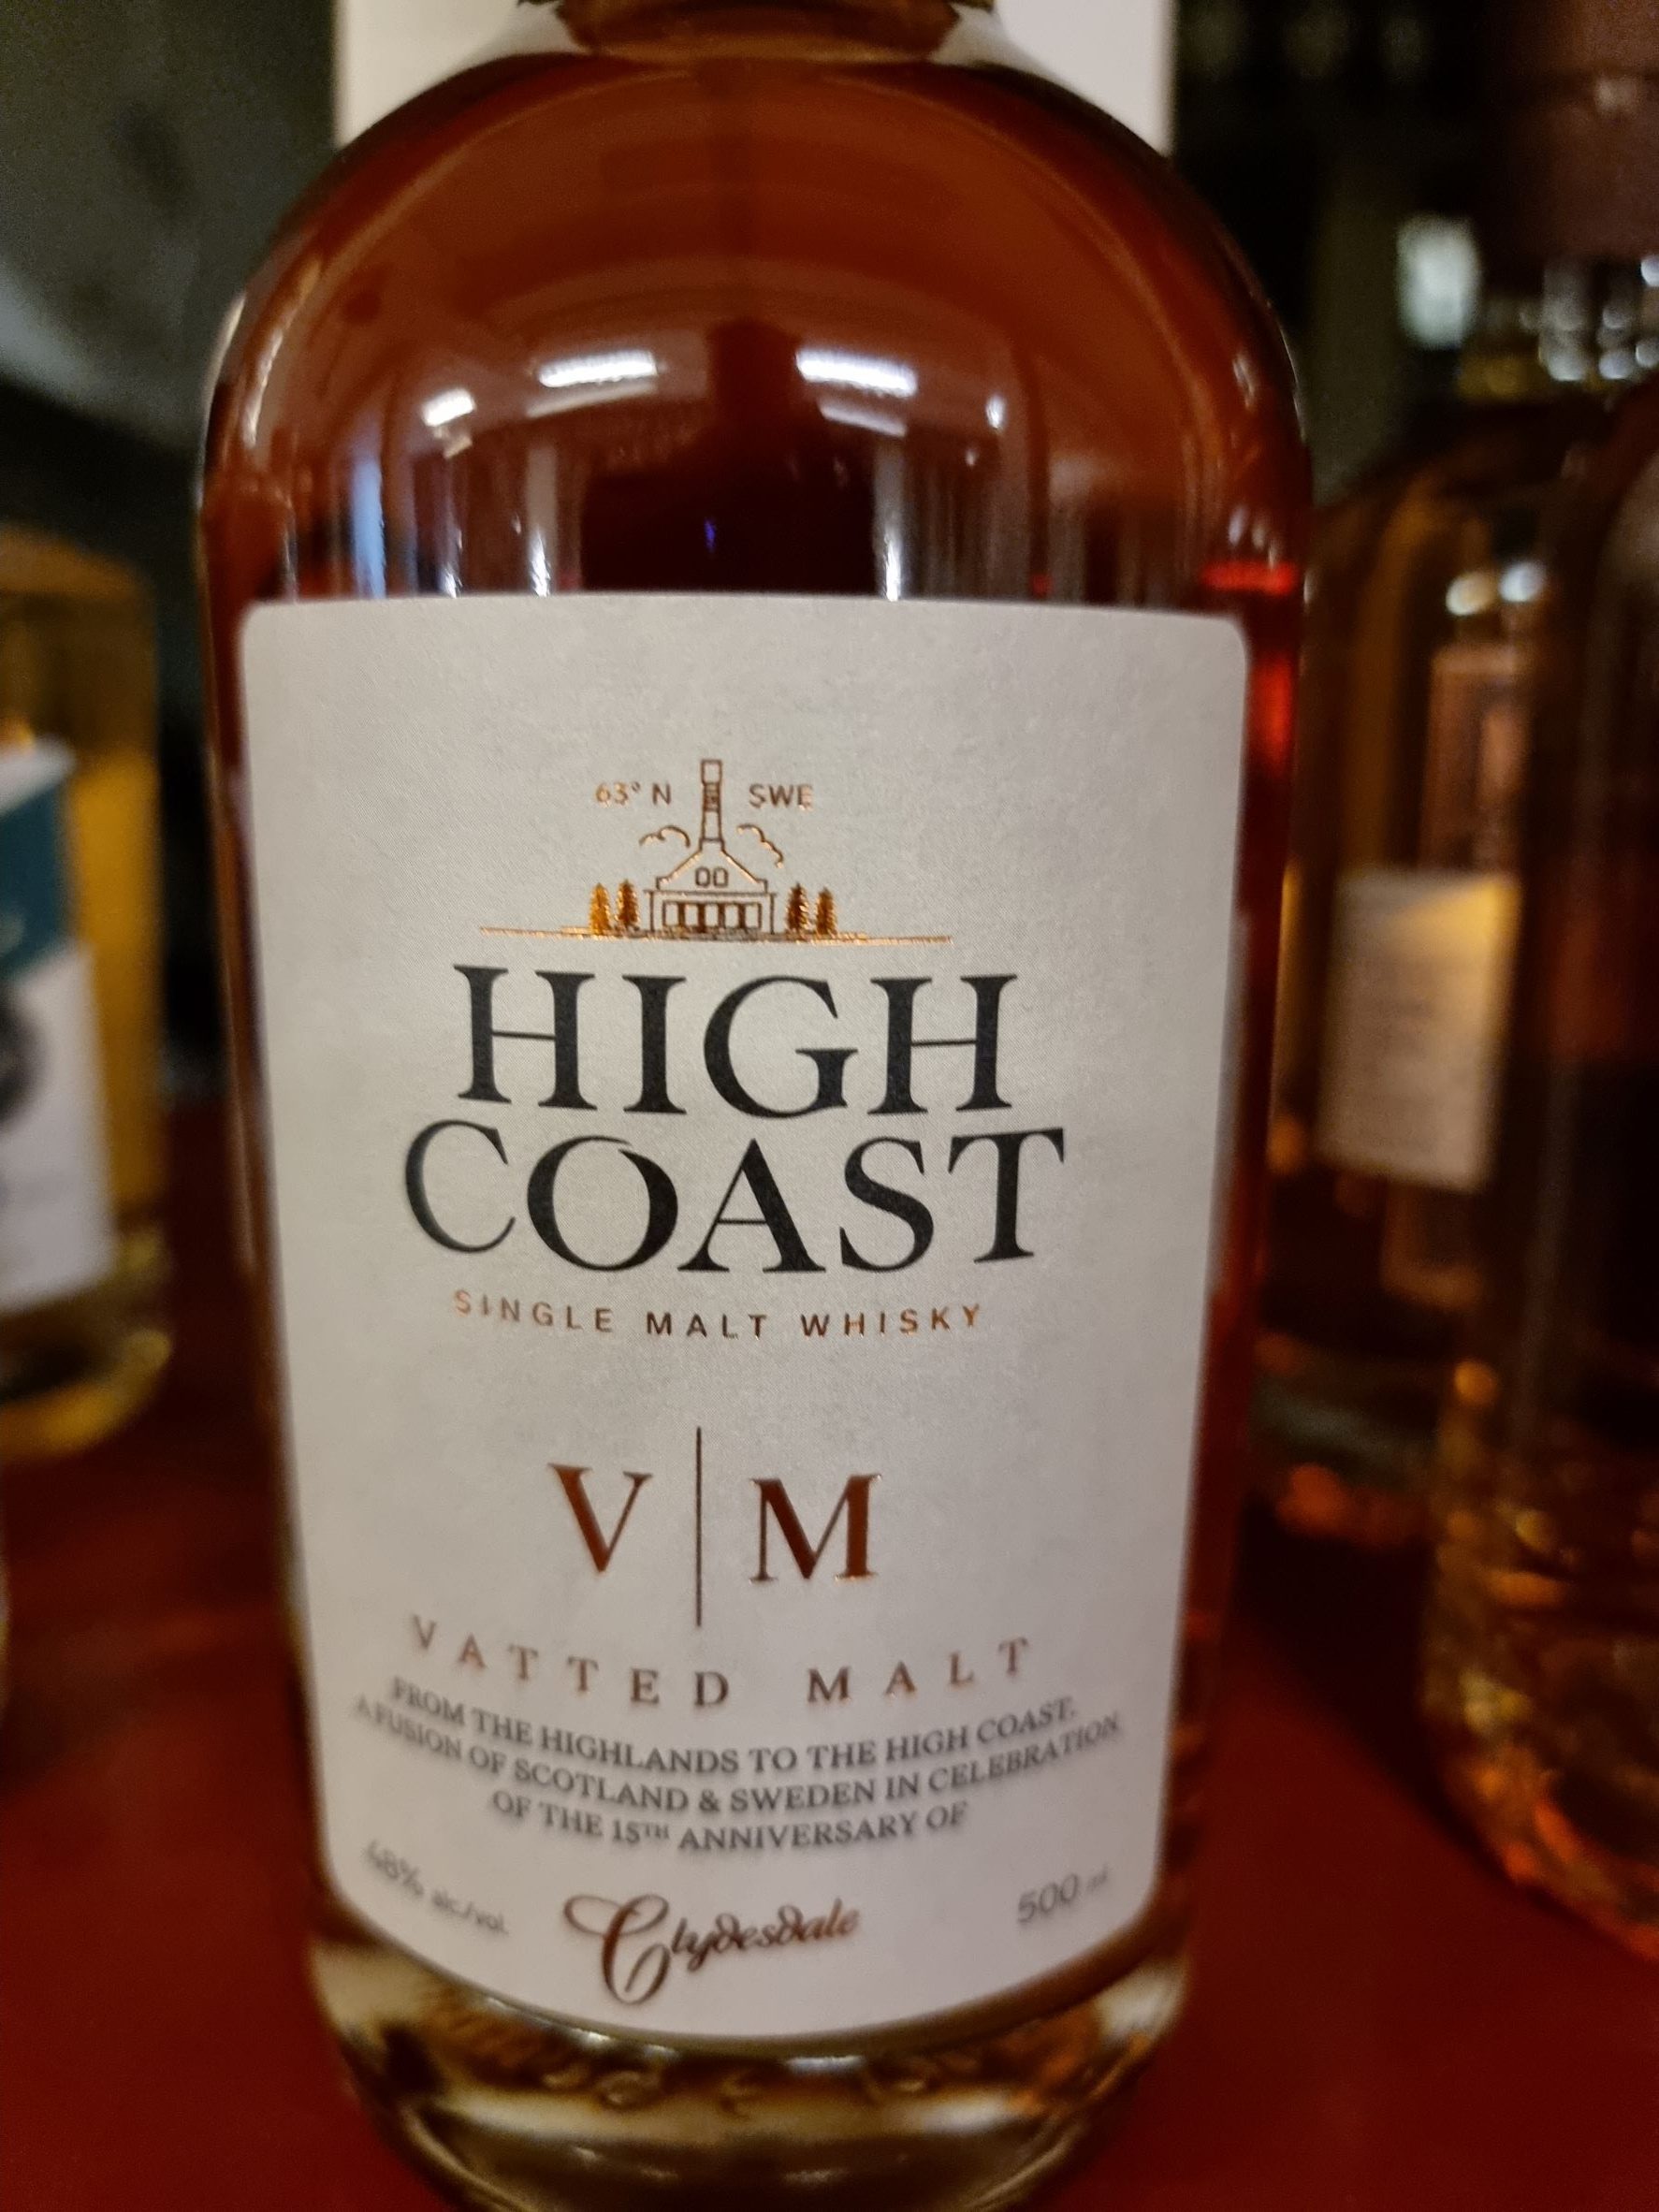 63° N SWE
HIGH
COAST
SINGLE MALT WHISKY
V|M
VATTED MALT
FROM THE HIGHLANDS TO THE HIGH COAST.
A FUSION OF SCOTLAND & SWEDEN IN CELEBRATION
OF THE 15TH ANNIVERSARY OF
48% alc/vol. Clydesdale 500 ml